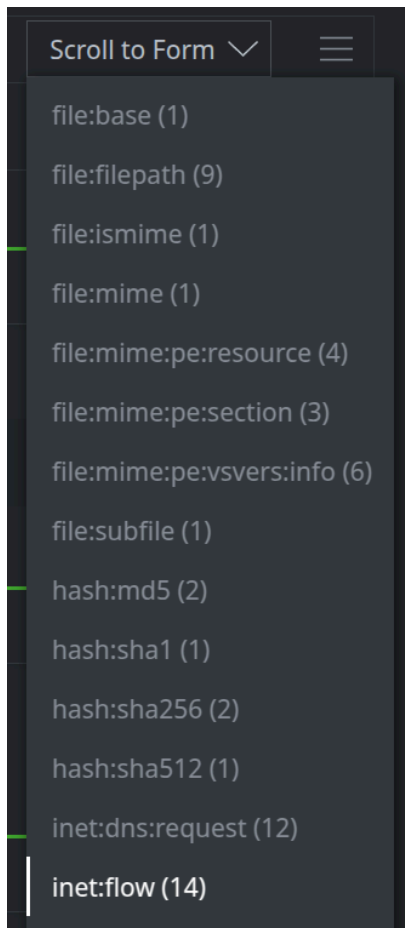 Scroll to Form
file:base (1)
file:filepath (9)
file:ismime (1)
file:mime (1)
file:mime:pe:resource (4)
file:mime:pe:section (3)
file:mime:pe:vsvers:info (6)
file:subfile (1)
hash:md5 (2)
hash:sha1 (1)
hash:sha256 (2)
hash:sha512 (1)
inet:dns:request (12)
inet:flow (14)